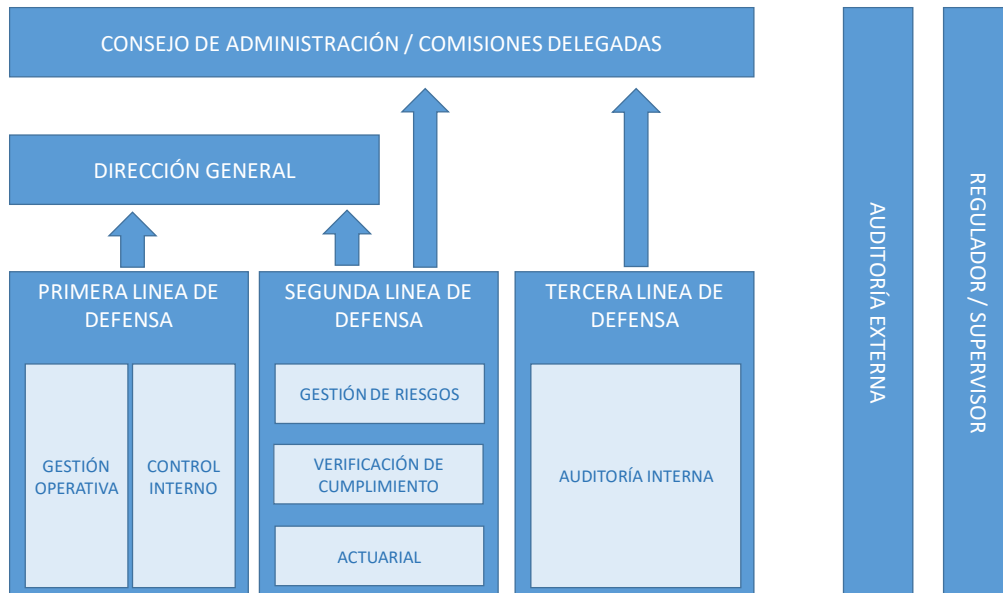 CONSEJO DE ADMINISTRACIÓN / COMISIONES DELEGADAS
DIRECCIÓN GENERAL
PRIMERA LINEA DE
DEFENSA
GESTIÓN
OPERATIVA
CONTROL
INTERNO
SEGUNDA LINEA DE
DEFENSA
GESTIÓN DE RIESGOS
VERIFICACIÓN DE
CUMPLIMIENTO
ACTUARIAL
TERCERA LINEA DE
DEFENSA
AUDITORÍA INTERNA
AUDITORÍA EXTERNA
REGULADOR / SUPERVISOR